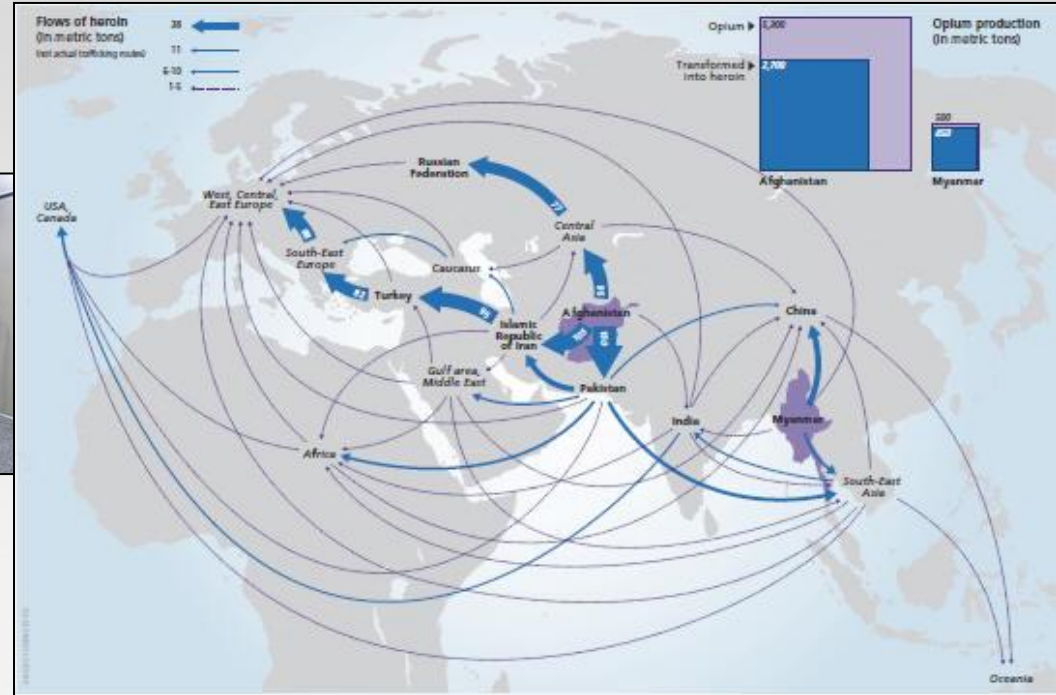 Flows of heroin
(in metric tons)
(not actual trafficking routes)
38
11
6-10
1-5
Opium
Transformed
into heroin
2,700
Afghanistan
Myanmar
Opium production
(in metric tons)
USA,
Canada
West, Central,
East Europe
South-East
Europe
Russian
Federation
Central
Asia
Caucasus
Turkey
Islamic
Republic
of Iran
Afghanistan
Gulf area,
Middle East
Pakistan
India
China
Myanmar
South-East
Asia
Africa
Oceania